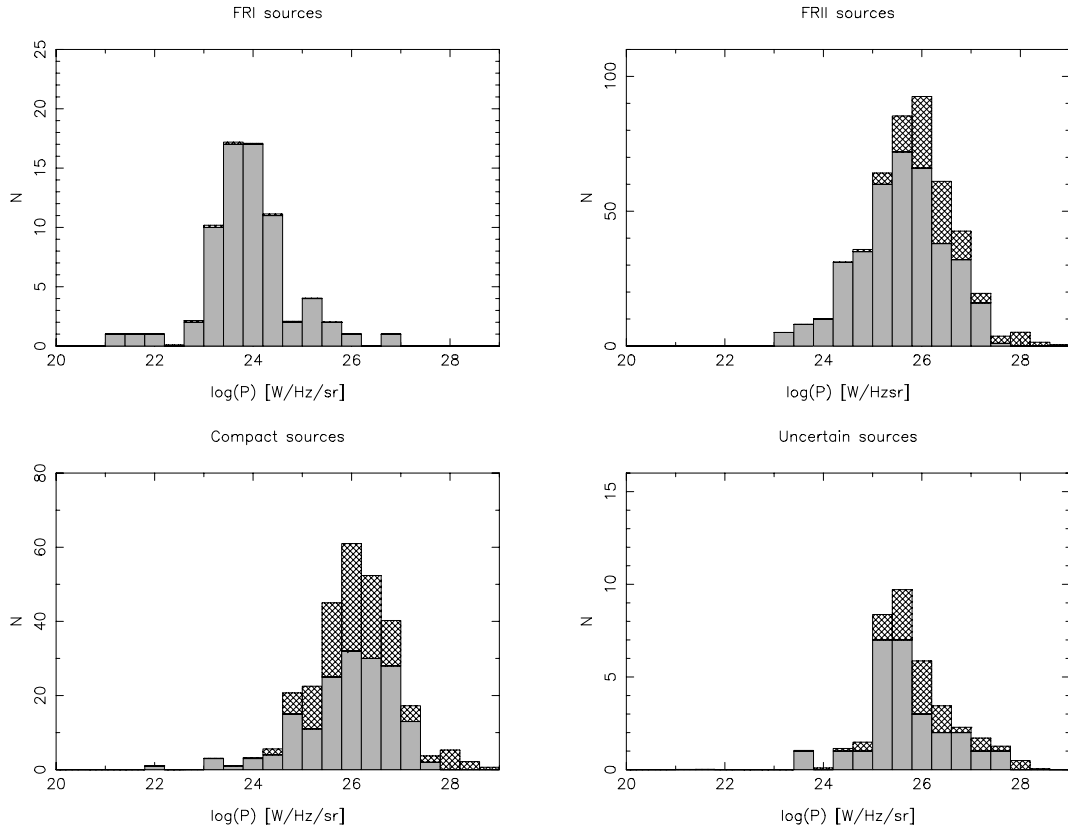 FRI sources
25
20
15
10
5
0
N
20 22 24 26 28
log(P) [W/Hz/sr]
FRII sources
100
50
0
N
20 22 24 26 28
log(P) [W/Hzsr]
Compact sources
80
60
40
20
0
N
20 22 24 26 28
log(P) [W/Hz/sr]
Uncertain sources
15
10
5
0
N
20 22 24 26 28
log(P) [W/Hz/sr]